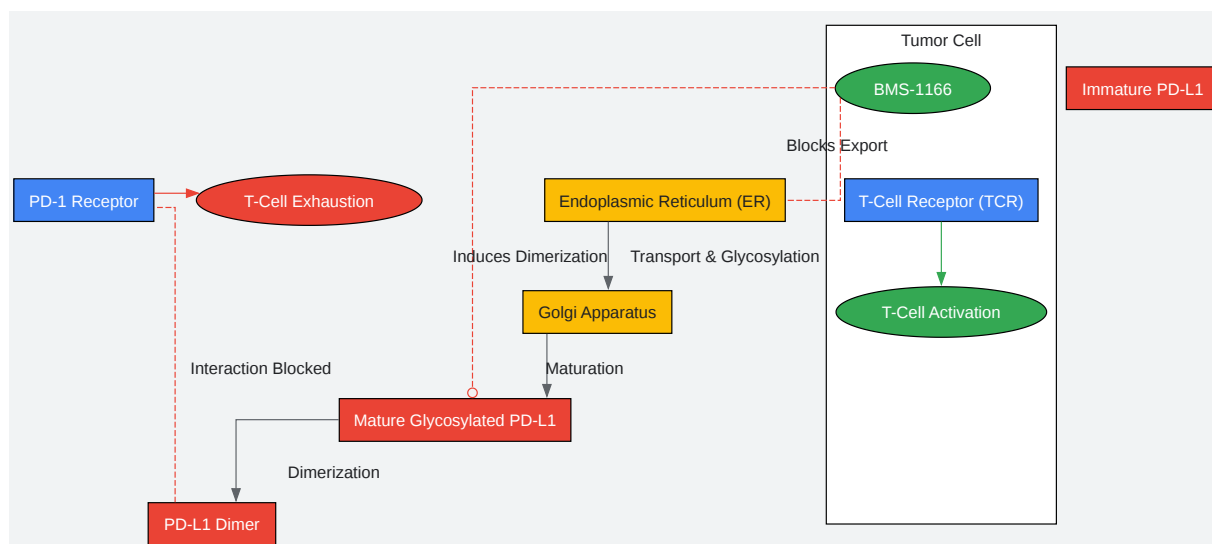 Tumor Cell
BMS-1166
Immature PD-L1
Blocks Export
PD-1 Receptor
T-Cell Exhaustion
Endoplasmic Reticulum (ER)
T-Cell Receptor (TCR)
Induces Dimerization
Transport & Glycosylation
Golgi Apparatus
T-Cell Activation
Interaction Blocked
Maturation
Mature Glycosylated PD-L1
Dimerization
PD-L1 Dimer